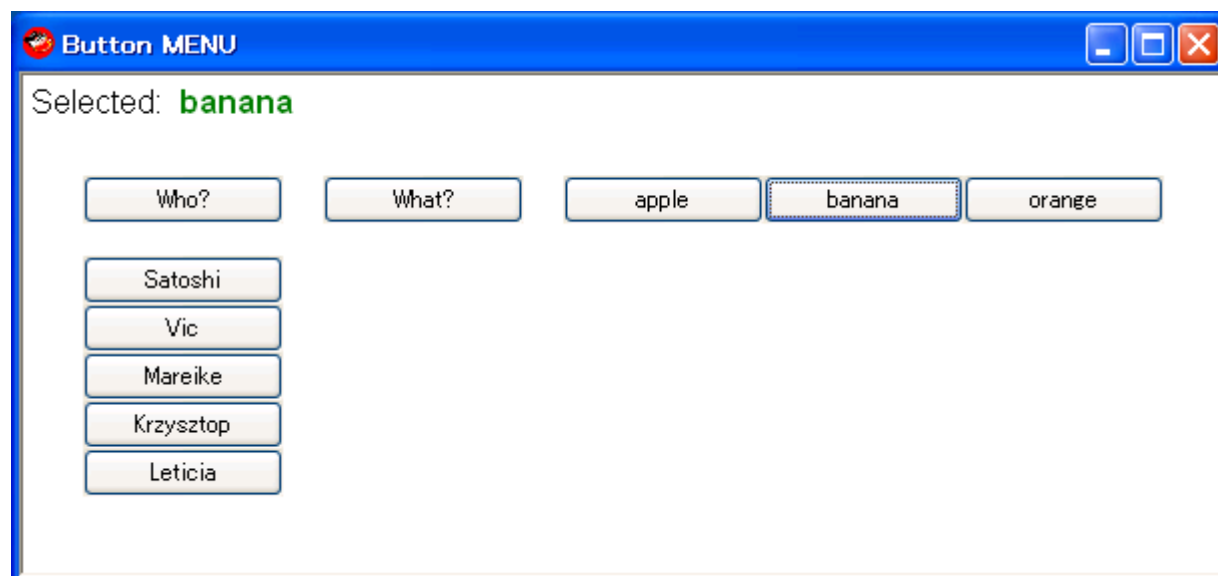 Button MENU
Selected: banana
Who? What? apple banana orange
Satoshi
Vic
Mareike
Krzysztop
Leticia